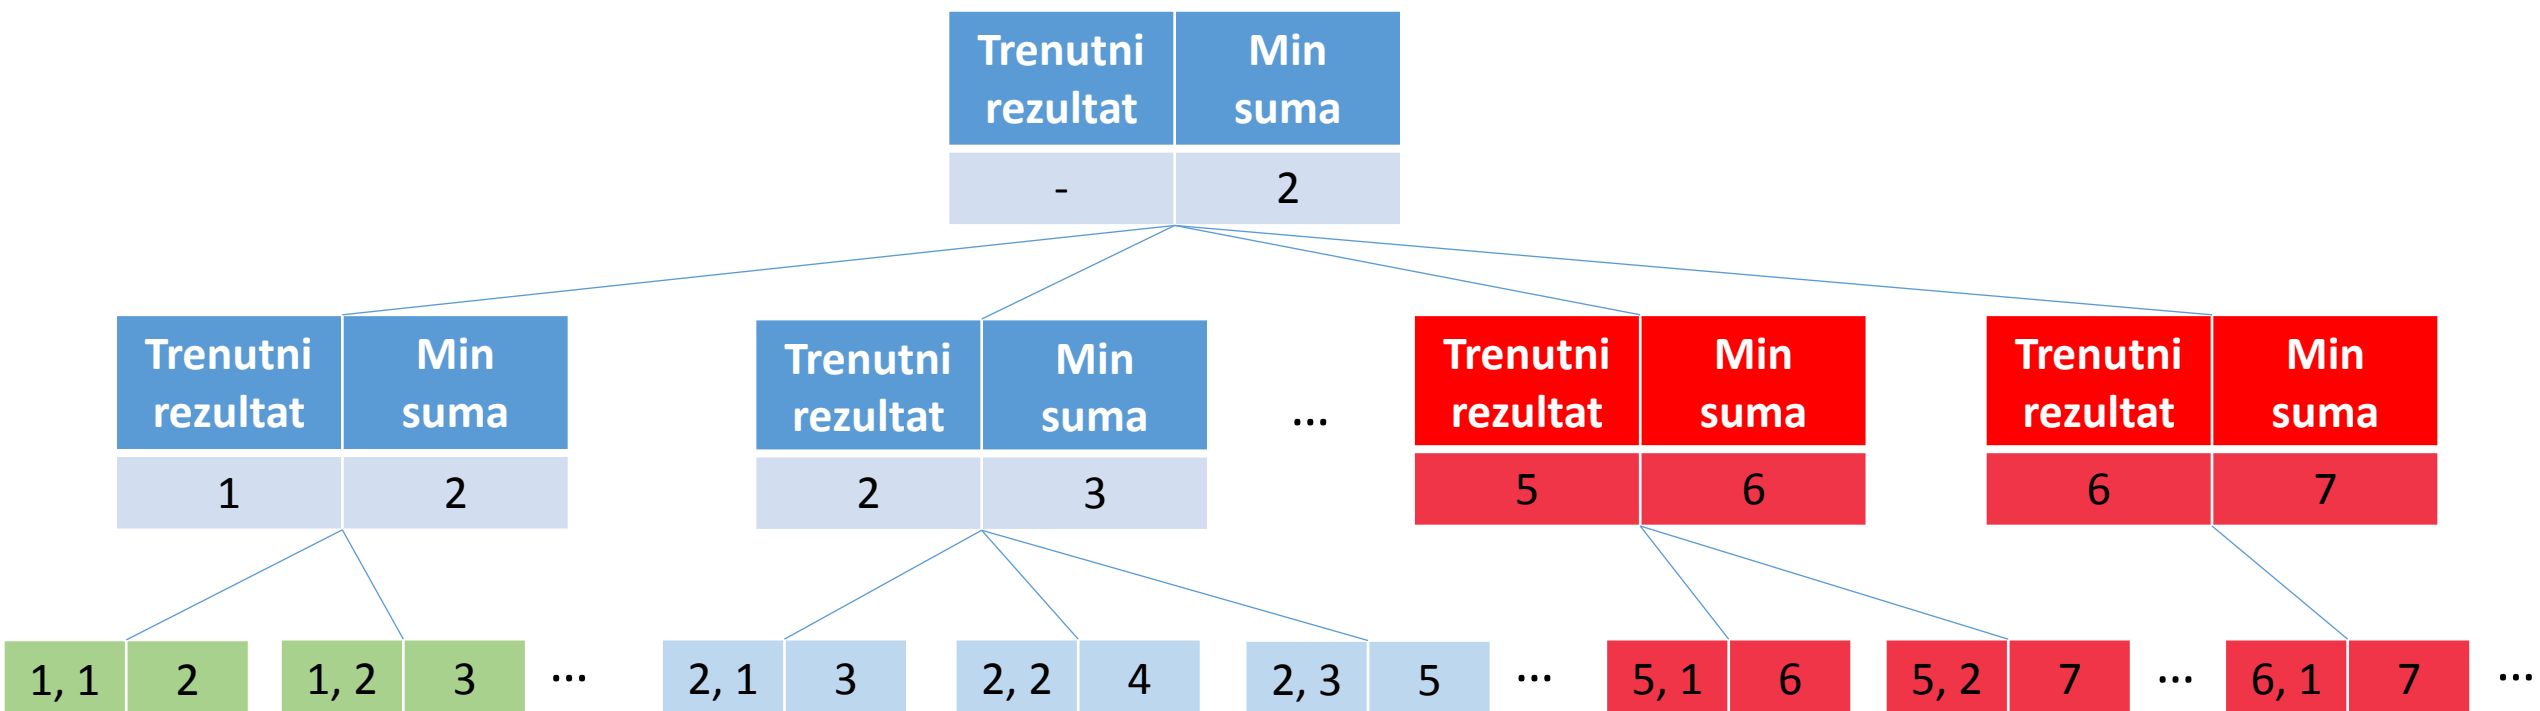 Trenutni rezultat Min suma
- 2
Trenutni rezultat Min suma
1 2
Trenutni rezultat Min suma
2 3
...
Trenutni rezultat Min suma
5 6
Trenutni rezultat Min suma
6 7
1, 1 2
1, 2 3
...
2, 1 3
2, 2 4
2, 3 5
...
5, 1 6
5, 2 7
...
6, 1 7
...